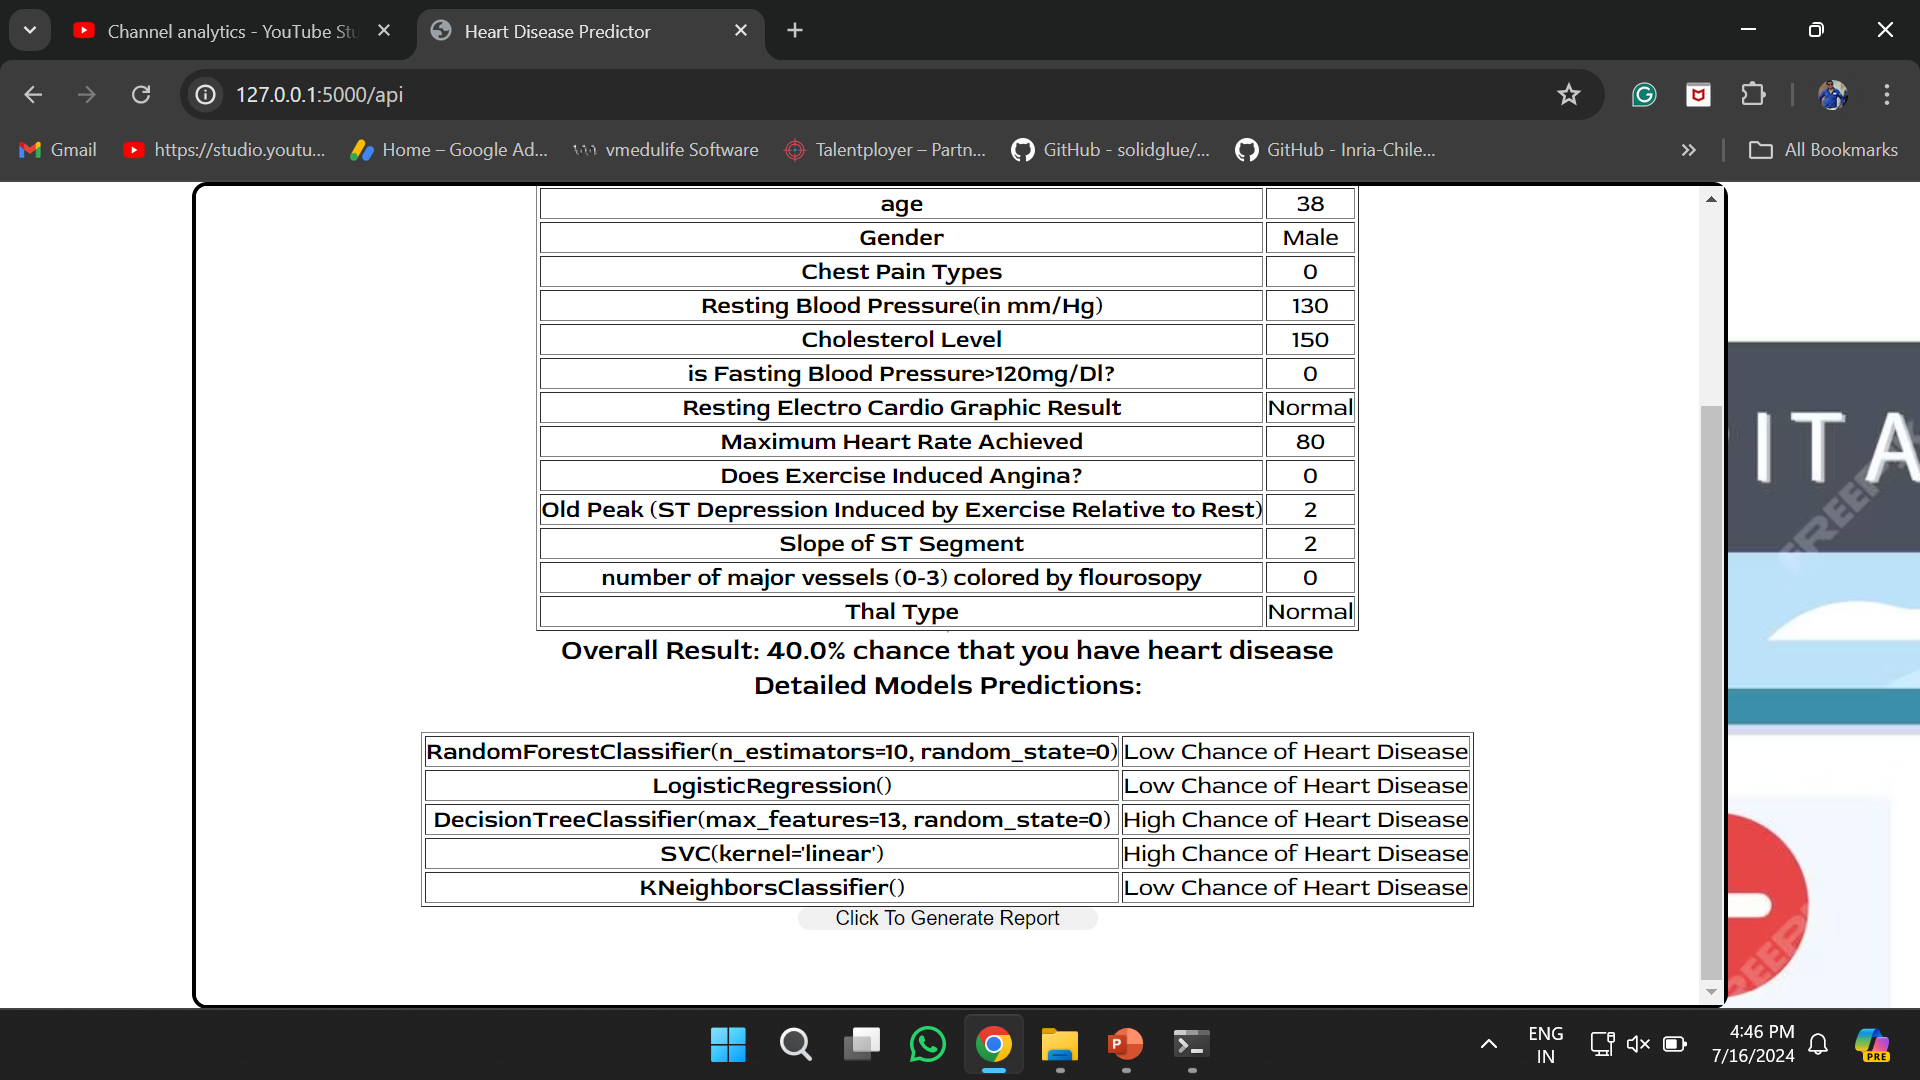 Channel analytics - YouTube Stu
Heart Disease Predictor
127.0.0.1:5000/api
Gmail
https://studio.youtu...
Home – Google Ad...
vmedulife Software
Talentployer – Partn...
GitHub - solidglue/...
GitHub - Inria-Chile...
All Bookmarks
age 38
Gender Male
Chest Pain Types 0
Resting Blood Pressure(in mm/Hg) 130
Cholesterol Level 150
is Fasting Blood Pressure>120mg/Dl? 0
Resting Electro Cardio Graphic Result Normal
Maximum Heart Rate Achieved 80
Does Exercise Induced Angina? 0
Old Peak (ST Depression Induced by Exercise Relative to Rest) 2
Slope of ST Segment 2
number of major vessels (0-3) colored by flourosopy 0
Thal Type Normal
Overall Result: 40.0% chance that you have heart disease
Detailed Models Predictions:
RandomForestClassifier(n_estimators=10, random_state=0) Low Chance of Heart Disease
LogisticRegression() Low Chance of Heart Disease
DecisionTreeClassifier(max_features=13, random_state=0) High Chance of Heart Disease
SVC(kernel='linear') High Chance of Heart Disease
KNeighborsClassifier() Low Chance of Heart Disease
Click To Generate Report
ITA
ENG
IN
4:46 PM
7/16/2024
PRE